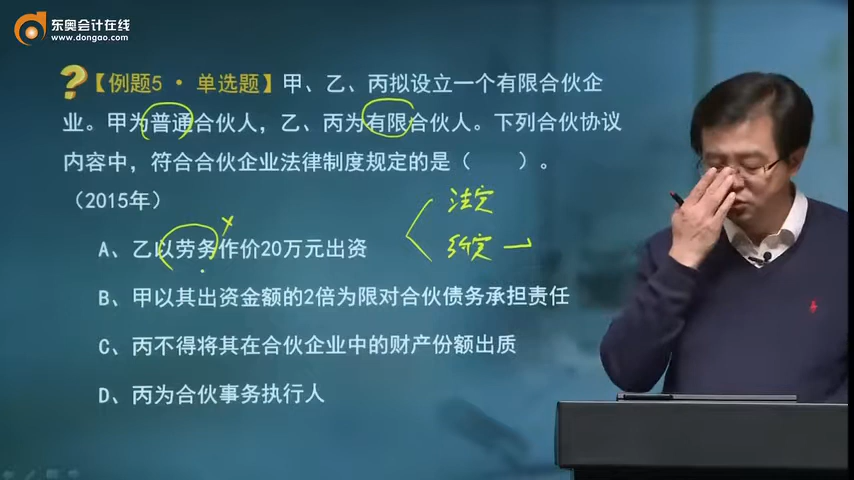 东奥会计在线
www.dongao.com
【例题5 · 单选题】甲、乙、丙拟设立一个有限合伙企
业。甲为普通合伙人，乙、丙为有限合伙人。下列合伙协议
内容中，符合合伙企业法律制度规定的是（ ）。
（2015年）
法定
A、乙以劳务作价20万元出资
约定
B、甲以其出资金额的2倍为限对合伙债务承担责任
C、丙不得将其在合伙企业中的财产份额出质
D、丙为合伙事务执行人